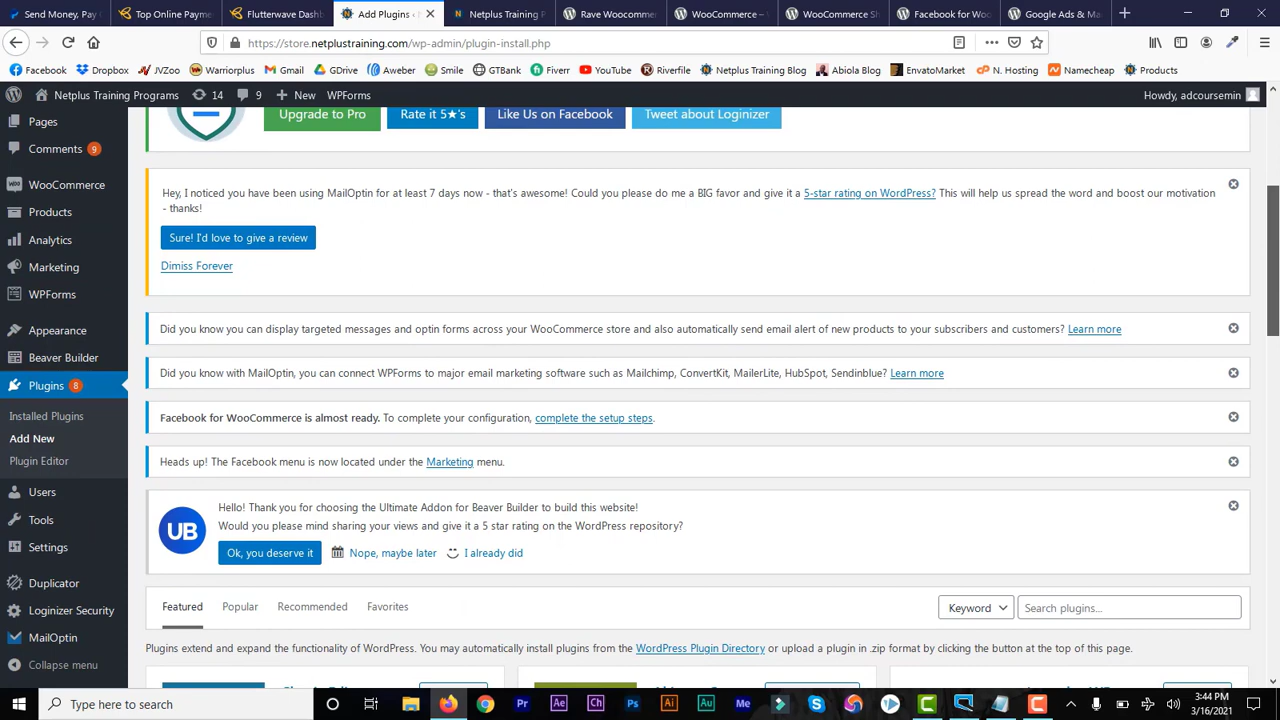 Send Money, Pay
Top Online Payme
Flutterwave Dashb
Add Plugins ‹
Netplus Training P
Rave Woocomme
WooCommerce –
WooCommerce Sh
Facebook for Woo
Google Ads & Ma
https://store.netplustraining.com/wp-admin/plugin-install.php
Facebook
Dropbox
JVZoo
Warriorplus
Gmail
GDrive
Aweber
Smile
GTBank
Fiverr
YouTube
Riverfile
Netplus Training Blog
Abiola Blog
EnvatoMarket
N. Hosting
Namecheap
Products
Netplus Training Programs
14
9
New
WPForms
Howdy, adcoursemin
Pages
Comments 9
WooCommerce
Products
Analytics
Marketing
WPForms
Appearance
Beaver Builder
Plugins 8
Installed Plugins
Add New
Plugin Editor
Users
Tools
Settings
Duplicator
Loginizer Security
MailOptin
Collapse menu
Upgrade to Pro
Rate it 5★'s
Like Us on Facebook
Tweet about Loginizer
Hey, I noticed you have been using MailOptin for at least 7 days now - that's awesome! Could you please do me a BIG favor and give it a 5-star rating on WordPress? This will help us spread the word and boost our motivation
- thanks!
Sure! I'd love to give a review
Dimiss Forever
Did you know you can display targeted messages and optin forms across your WooCommerce store and also automatically send email alert of new products to your subscribers and customers? Learn more
Did you know with MailOptin, you can connect WPForms to major email marketing software such as Mailchimp, ConvertKit, MailerLite, HubSpot, Sendinblue? Learn more
Facebook for WooCommerce is almost ready. To complete your configuration, complete the setup steps.
Heads up! The Facebook menu is now located under the Marketing menu.
UB
Hello! Thank you for choosing the Ultimate Addon for Beaver Builder to build this website!
Would you please mind sharing your views and give it a 5 star rating on the WordPress repository?
Ok, you deserve it
Nope, maybe later
I already did
Featured
Popular
Recommended
Favorites
Keyword
Search plugins...
Plugins extend and expand the functionality of WordPress. You may automatically install plugins from the WordPress Plugin Directory or upload a plugin in .zip format by clicking the button at the top of this page.
Type here to search
Pr
Ae
Ch
Ps
Ai
Au
Me
3:44 PM
3/16/2021